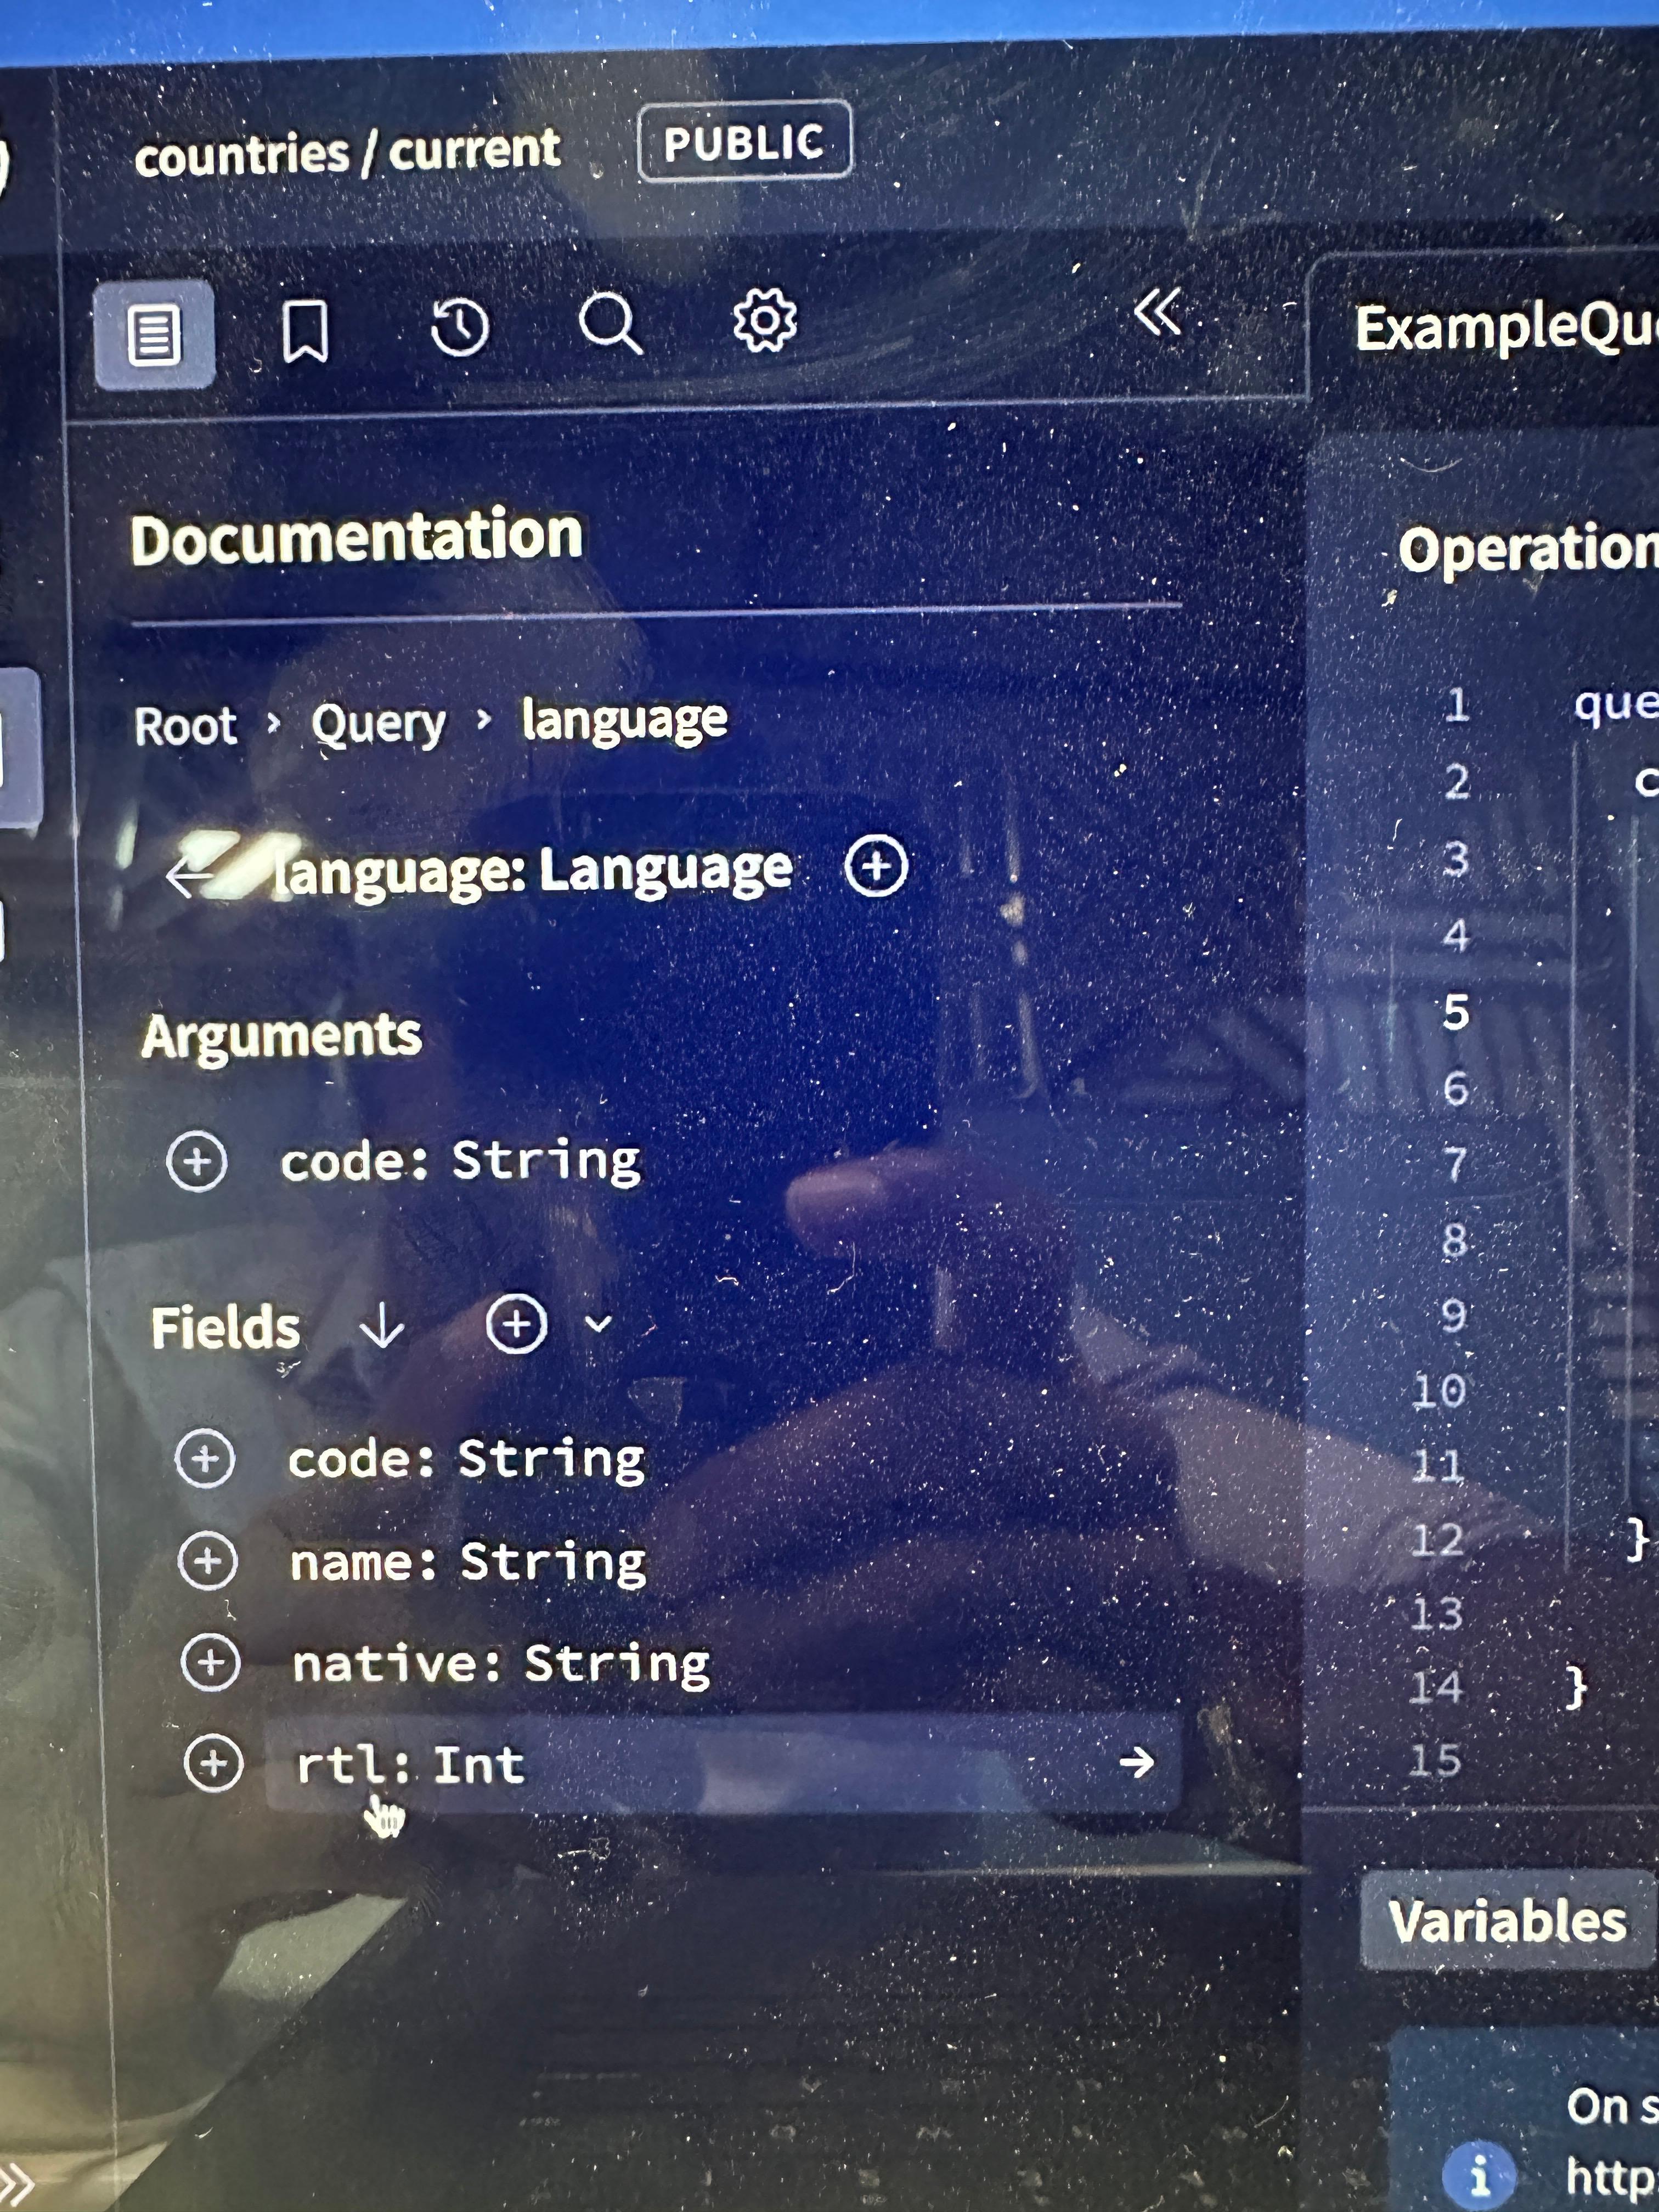 countries / current PUBLIC
ExampleQue
Documentation
Root › Query › language
language: Language
Arguments
code: String
Fields
code: String
name: String
native: String
rtl: Int
Operation
1 que
2 c
3
4
5
6
7
8
9
10
11
12 }
13
14 }
15
Variables
On s
http